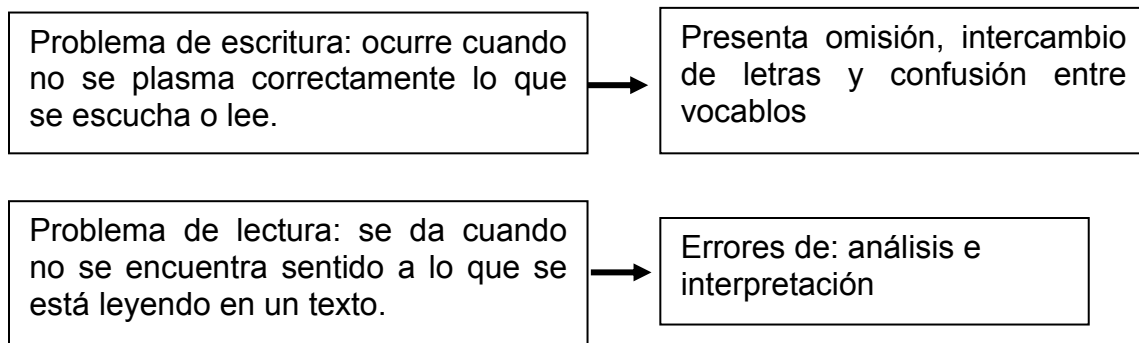 Problema de escritura: ocurre cuando
no se plasma correctamente lo que
se escucha o lee.
Presenta omisión, intercambio
de letras y confusión entre
vocablos
Problema de lectura: se da cuando
no se encuentra sentido a lo que se
está leyendo en un texto.
Errores de: análisis e
interpretación